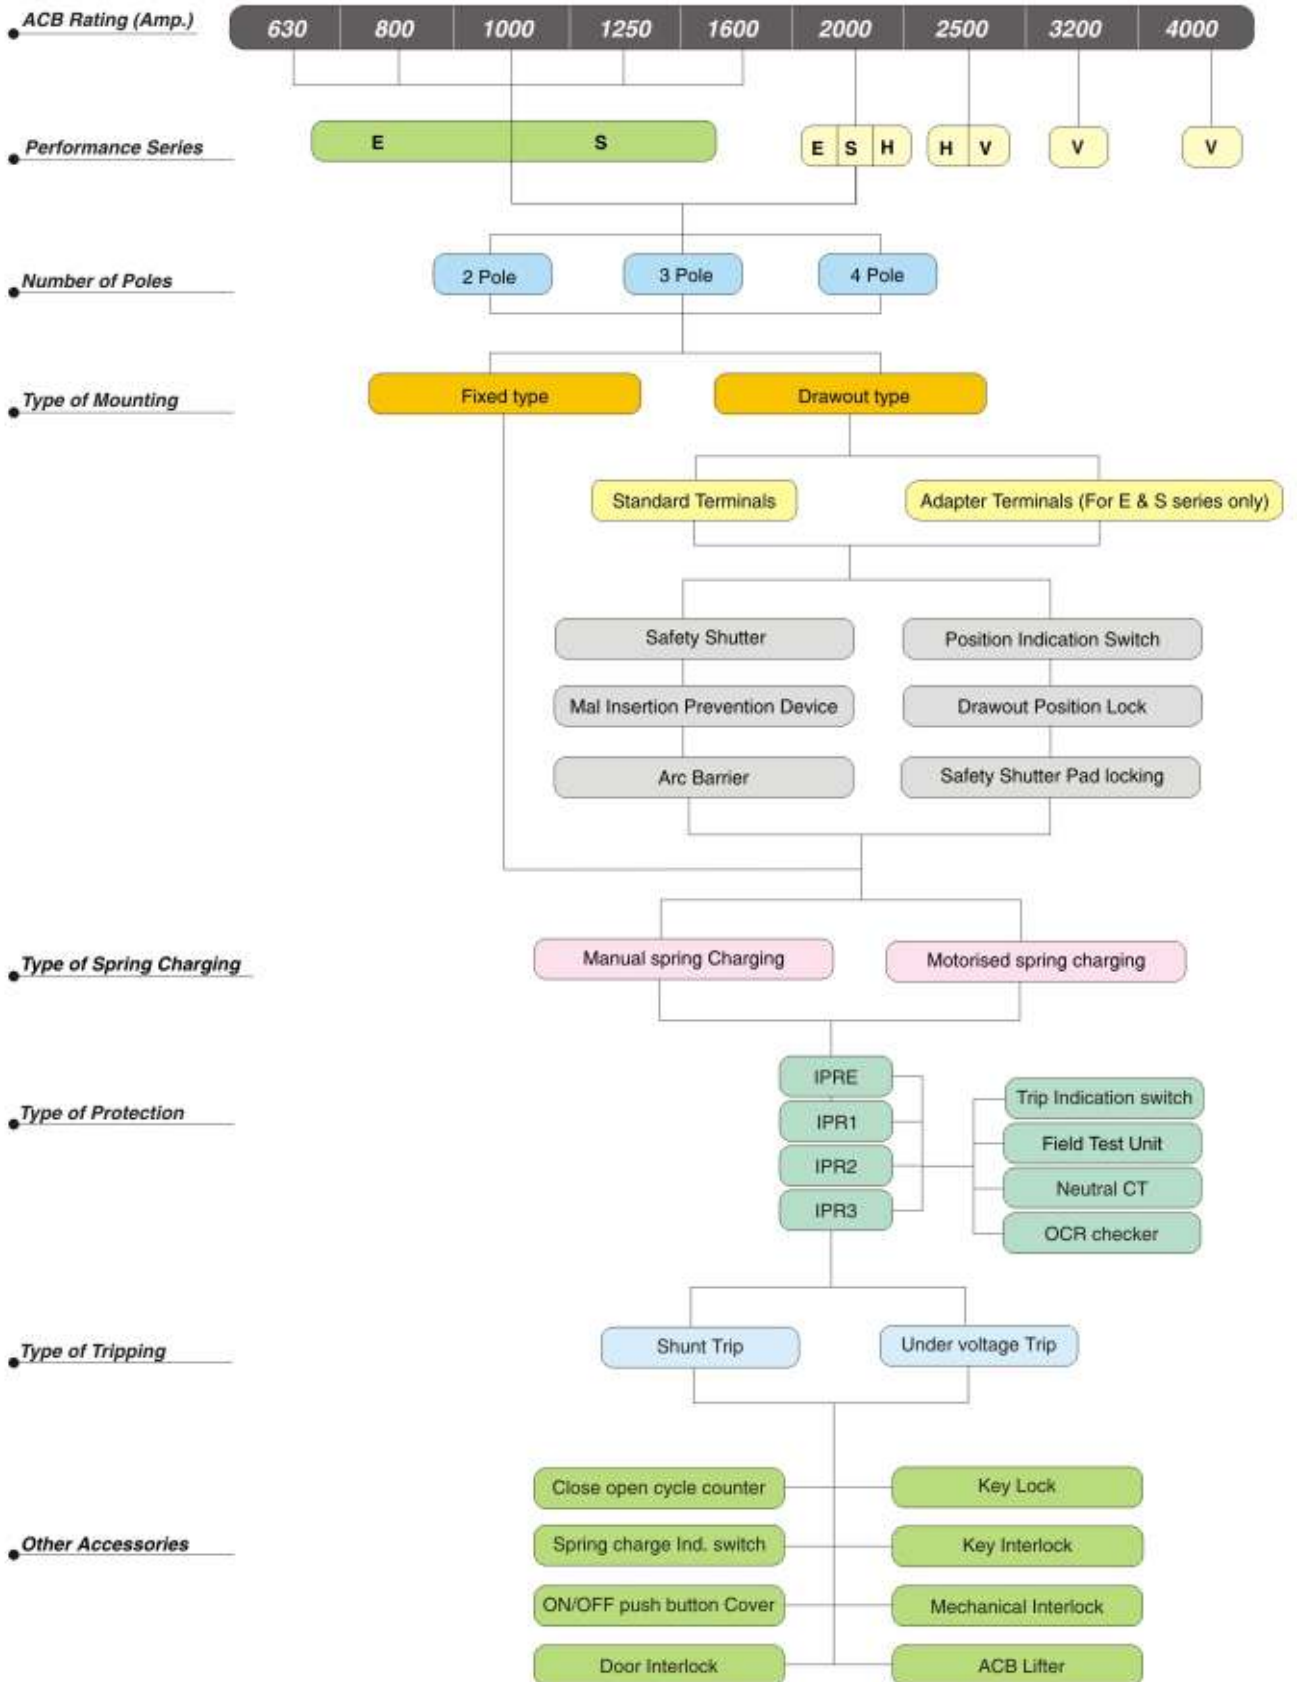 ACB Rating (Amp.) 630 800 1000 1250 1600 2000 2500 3200 4000
Performance Series E S E S H H V V V
Number of Poles 2 Pole 3 Pole 4 Pole
Type of Mounting Fixed type Drawout type
Standard Terminals Adapter Terminals (For E & S series only)
Safety Shutter Position Indication Switch
Mal Insertion Prevention Device Drawout Position Lock
Arc Barrier Safety Shutter Pad locking
Type of Spring Charging Manual spring Charging Motorised spring charging
IPRE
Trip Indication switch
Type of Protection IPR1
Field Test Unit
IPR2
Neutral CT
IPR3
OCR checker
Type of Tripping Shunt Trip Under voltage Trip
Close open cycle counter Key Lock
Other Accessories Spring charge Ind. switch Key Interlock
ON/OFF push button Cover Mechanical Interlock
Door Interlock ACB Lifter